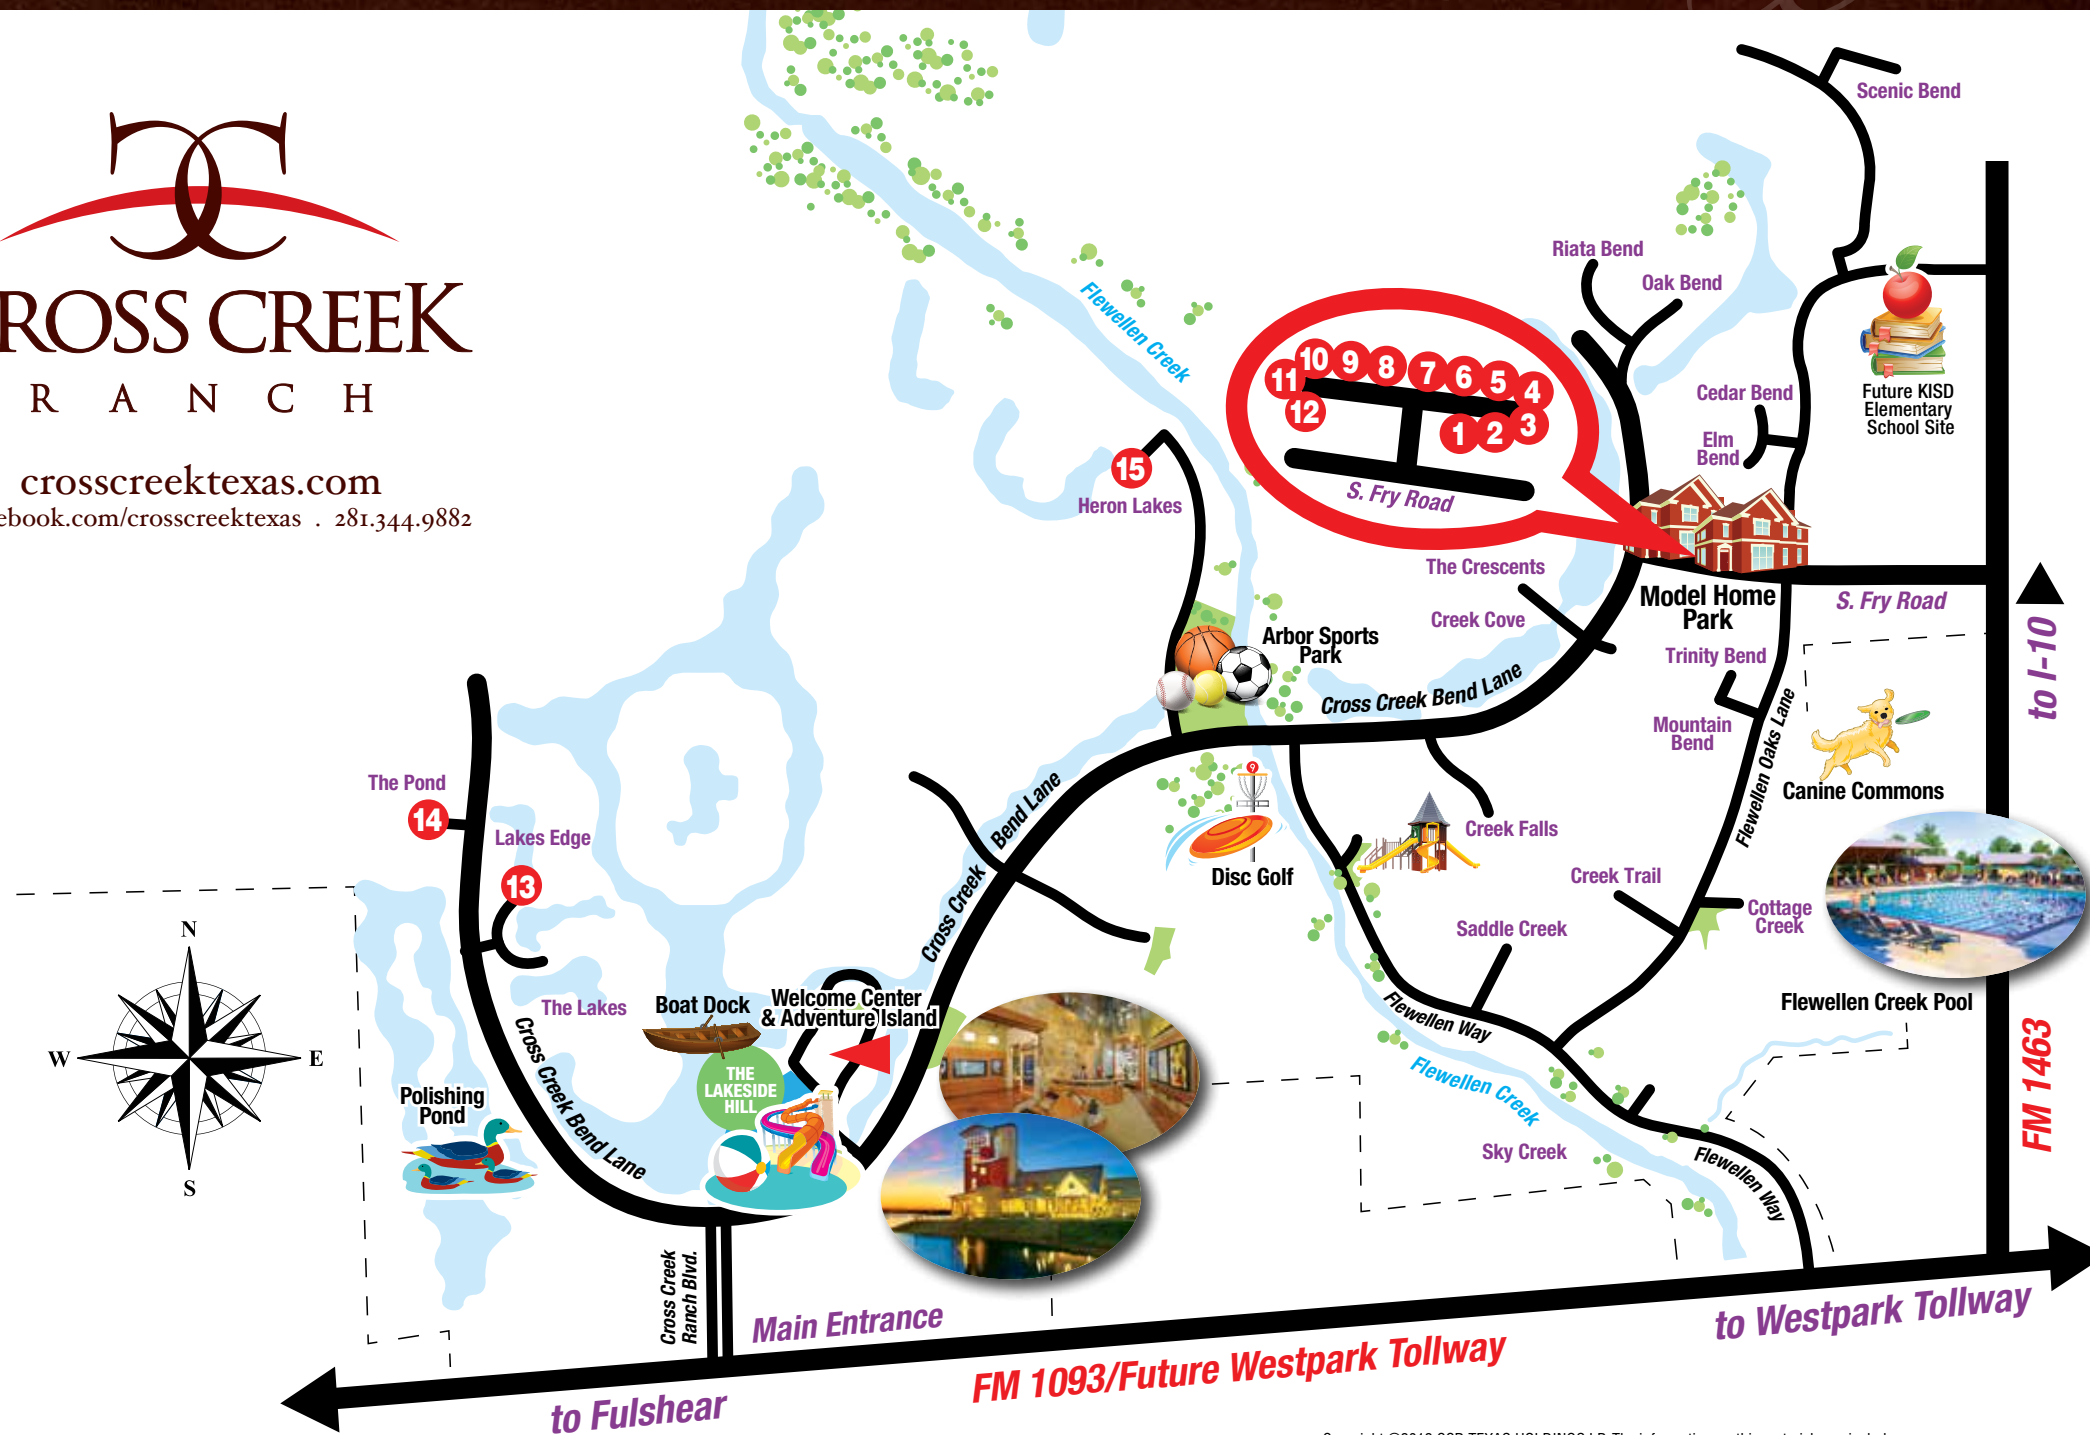 ROSS CREEK
RANCH
crosscreektexas.com
ebook.com/crosscreektexas . 281.344.9882
Scenic Bend
Riata Bend
Oak Bend
Flewellen Creek
10 9 8 7 6 5 4
11
12
1 2 3
S. Fry Road
Cedar Bend
Elm
Bend
Future KISD
Elementary
School Site
15
Heron Lakes
The Crescents
Creek Cove
Model Home
Park
S. Fry Road
to I-10
Arbor Sports
Park
Trinity Bend
Cross Creek Bend Lane
Mountain
Bend
Flewellen Oaks Lane
Canine Commons
The Pond
14
Lakes Edge
13
Cross Creek Bend Lane
9
Disc Golf
Creek Falls
Creek Trail
Cottage
Creek
Saddle Creek
N
W
E
S
The Lakes
Boat Dock
Welcome Center
& Adventure Island
Flewellen Creek Pool
Flewellen Way
FM 1463
THE
LAKESIDE
HILL
Polishing
Pond
Cross Creek Bend Lane
Flewellen Creek
Sky Creek
Flewellen Way
Cross Creek
Ranch Blvd.
Main Entrance
to Westpark Tollway
FM 1093/Future Westpark Tollway
to Fulshear